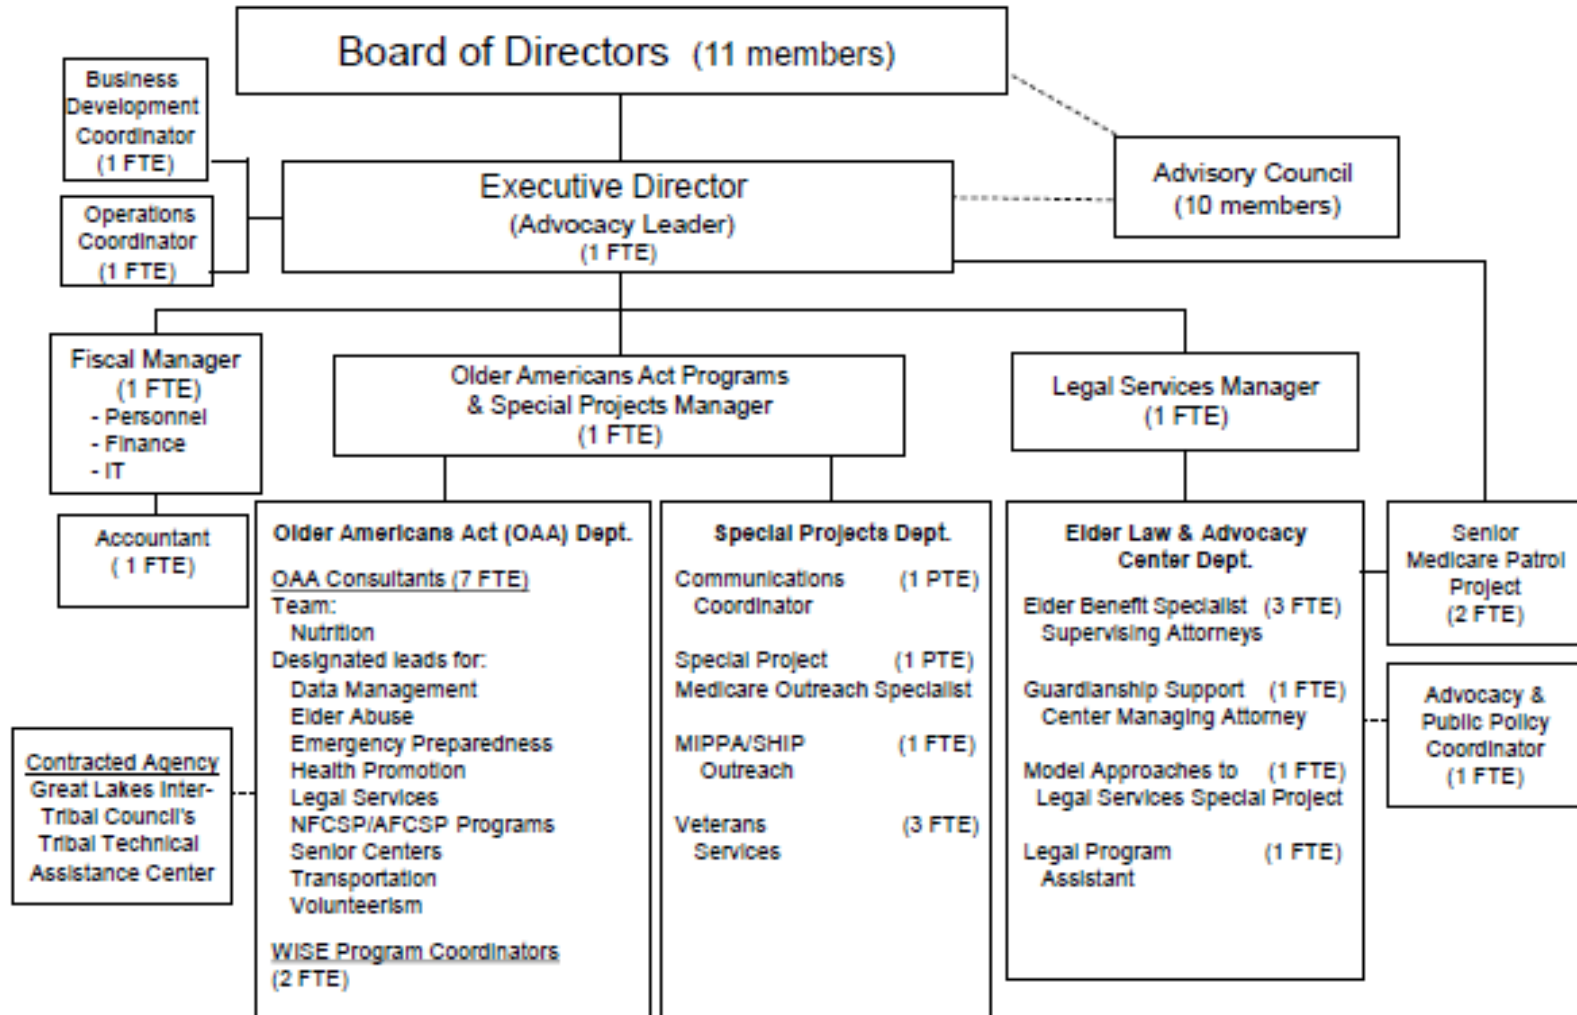 Board of Directors (11 members)
Business
Development
Coordinator
(1 FTE)
Operations
Coordinator
(1 FTE)
Executive Director
(Advocacy Leader)
(1 FTE)
Advisory Council
(10 members)
Fiscal Manager
(1 FTE)
- Personnel
- Finance
- IT
Older Americans Act Programs
& Special Projects Manager
(1 FTE)
Legal Services Manager
(1 FTE)
Accountant
( 1 FTE)
Older Americans Act (OAA) Dept.
OAA Consultants (7 FTE)
Team:
Nutrition
Designated leads for:
Data Management
Elder Abuse
Emergency Preparedness
Health Promotion
Legal Services
NFCSP/AFCSP Programs
Senior Centers
Transportation
Volunteerism
WISE Program Coordinators
(2 FTE)
Special Projects Dept.
Communications (1 PTE)
Coordinator
Special Project (1 PTE)
Medicare Outreach Specialist
MIPPA/SHIP (1 FTE)
Outreach
Veterans (3 FTE)
Services
Elder Law & Advocacy
Center Dept.
Elder Benefit Specialist (3 FTE)
Supervising Attorneys
Guardianship Support (1 FTE)
Center Managing Attorney
Model Approaches to (1 FTE)
Legal Services Special Project
Legal Program (1 FTE)
Assistant
Senior
Medicare Patrol
Project
(2 FTE)
Advocacy &
Public Policy
Coordinator
(1 FTE)
Contracted Agency
Great Lakes Inter-
Tribal Council's
Tribal Technical
Assistance Center